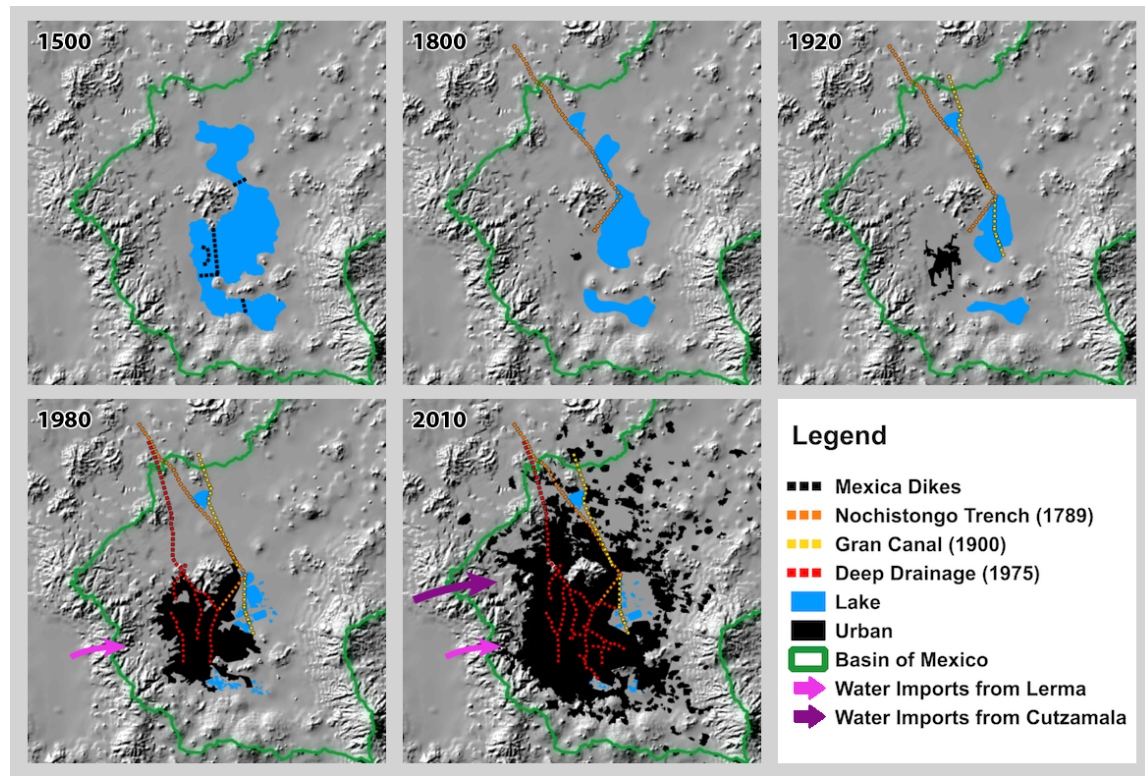 1500
1800
1920
1980
2010
Legend
Mexica Dikes
Nochistongo Trench (1789)
Gran Canal (1900)
Deep Drainage (1975)
Lake
Urban
Basin of Mexico
Water Imports from Lerma
Water Imports from Cutzamala